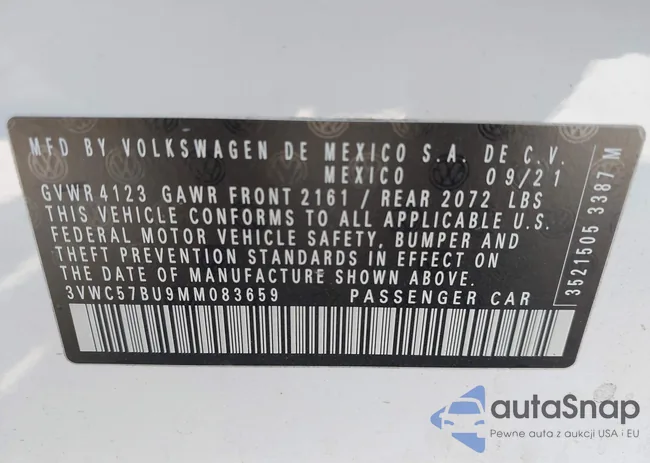 MFD BY VOLKSWAGEN DE MEXICO S.A. DE C.V.
MEXICO 09/21
GVWR 4123 GAWR FRONT 2161 / REAR 2072 LBS
THIS VEHICLE CONFORMS TO ALL APPLICABLE U.S.
FEDERAL MOTOR VEHICLE SAFETY, BUMPER AND
THEFT PREVENTION STANDARDS IN EFFECT ON
THE DATE OF MANUFACTURE SHOWN ABOVE.
3VWC57BU9MM083659 PASSENGER CAR
3521505 3387 M
autaSnap
Pewne auta z aukcji USA i EU